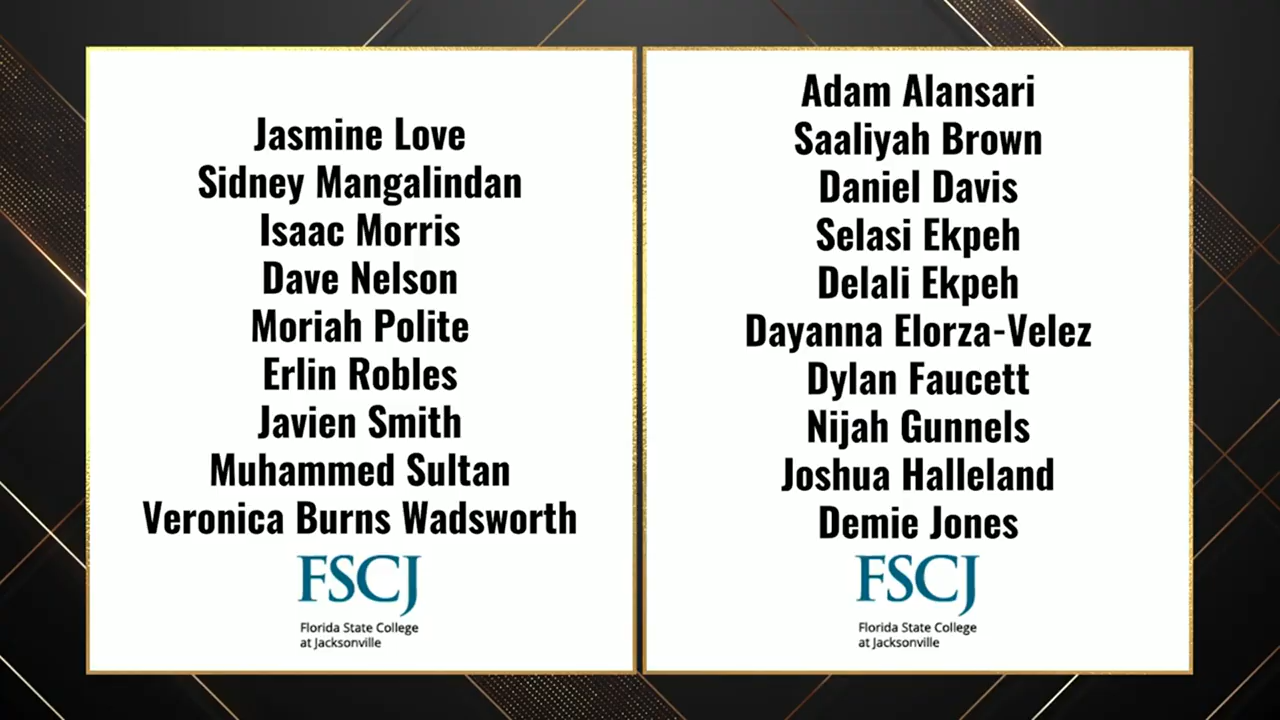 Jasmine Love
Sidney Mangalindan
Isaac Morris
Dave Nelson
Moriah Polite
Erlin Robles
Javien Smith
Muhammed Sultan
Veronica Burns Wadsworth
FSCJ
Florida State College
at Jacksonville
Adam Alansari
Saaliyah Brown
Daniel Davis
Selasi Ekpeh
Delali Ekpeh
Dayanna Elorza-Velez
Dylan Faucett
Nijah Gunnels
Joshua Halleland
Demie Jones
FSCJ
Florida State College
at Jacksonville